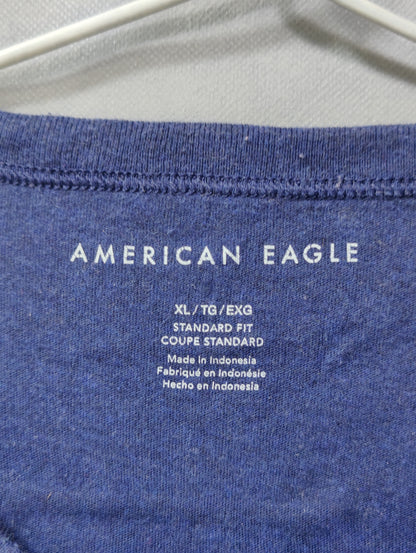 AMERICAN EAGLE
XL / TG / EXG
STANDARD FIT
COUPE STANDARD
Made in Indonesia
Fabriqué en Indonésie
Hecho en Indonesia